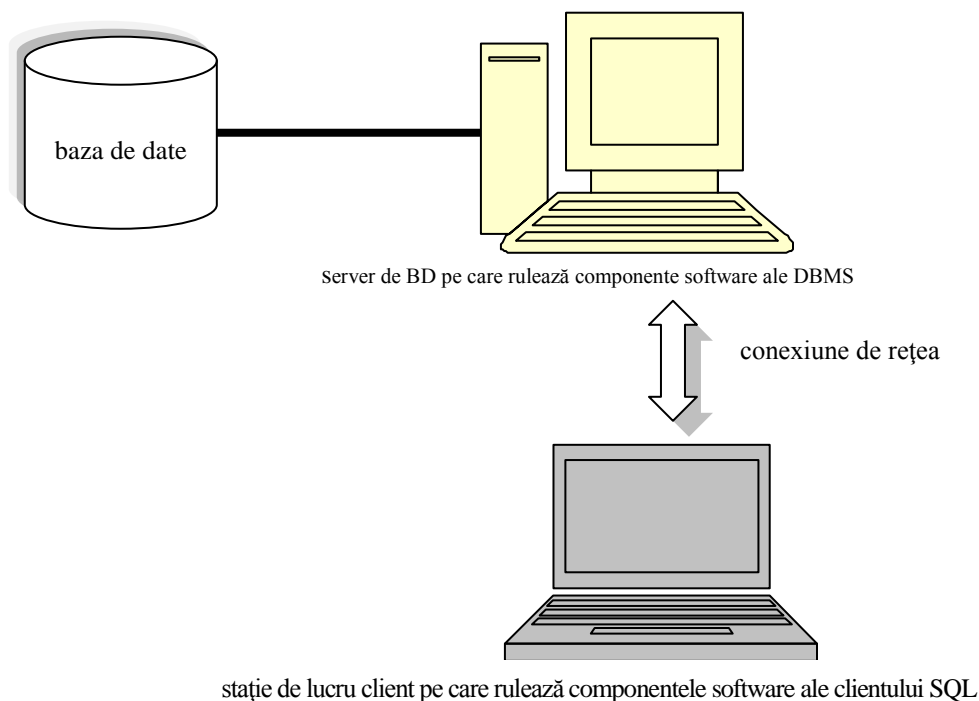 baza de date
Server de BD pe care rulează componente software ale DBMS
conexiune de reţea
staţie de lucru client pe care rulează componentele software ale clientului SQL